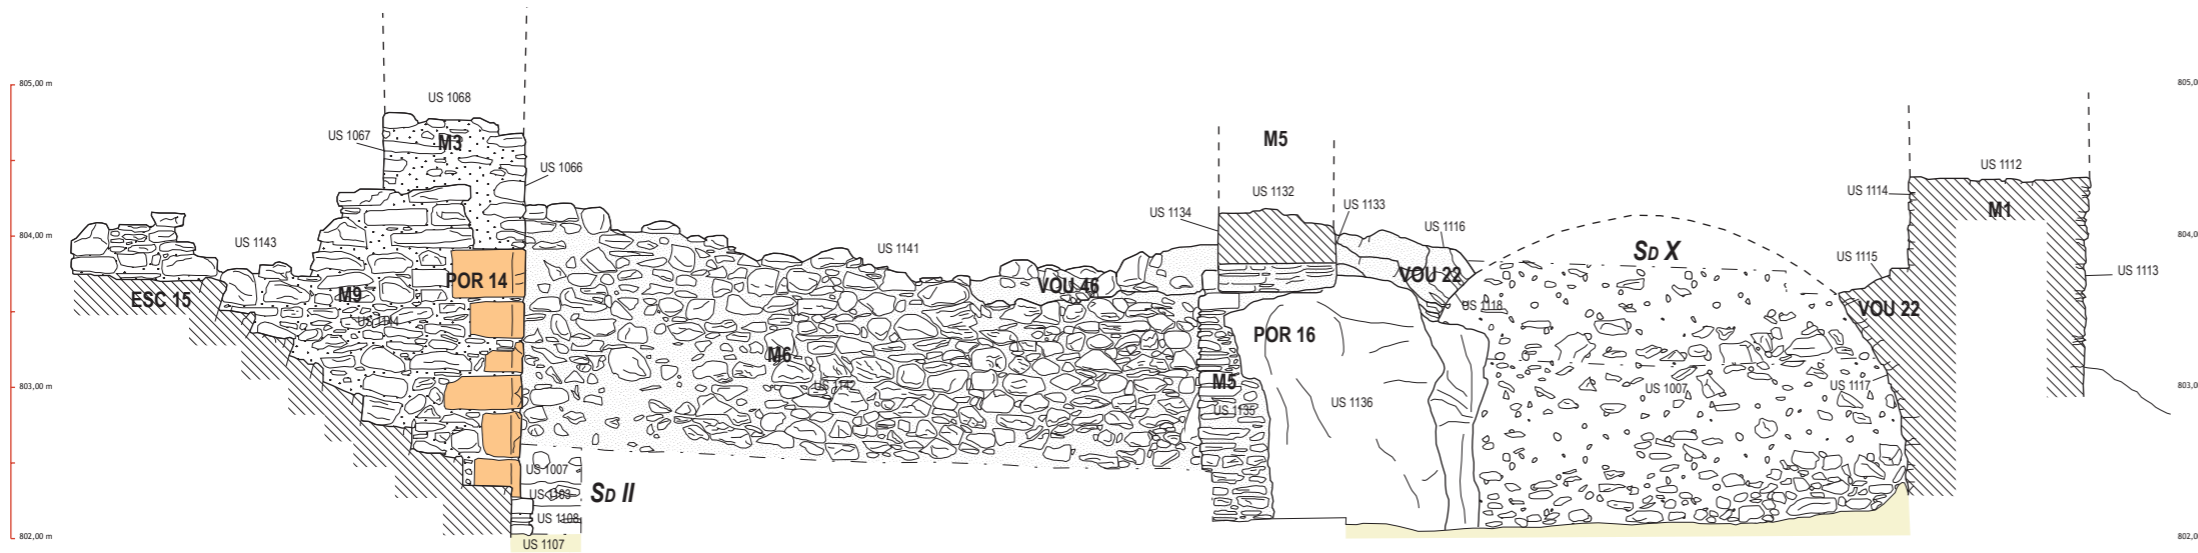 805,00 m
805,0
US 1068
US 1067
M3
US 1066
M5
US 1132
US 1134
US 1133
US 1116
US 1112
US 1114
M1
804,00 m
804,0
US 1143
US 1141
SD X
US 1115
US 1113
ESC 15
M9
POR 14
VOU 46
VOU 22
US 1118
VOU 22
US 1144
POR 16
M6
803,00 m
803,0
US 1142
M5
US 1135
US 1136
US 1007
US 1117
US 1007
US 1103
SD II
US 1108
US 1107
802,00 m
802,0